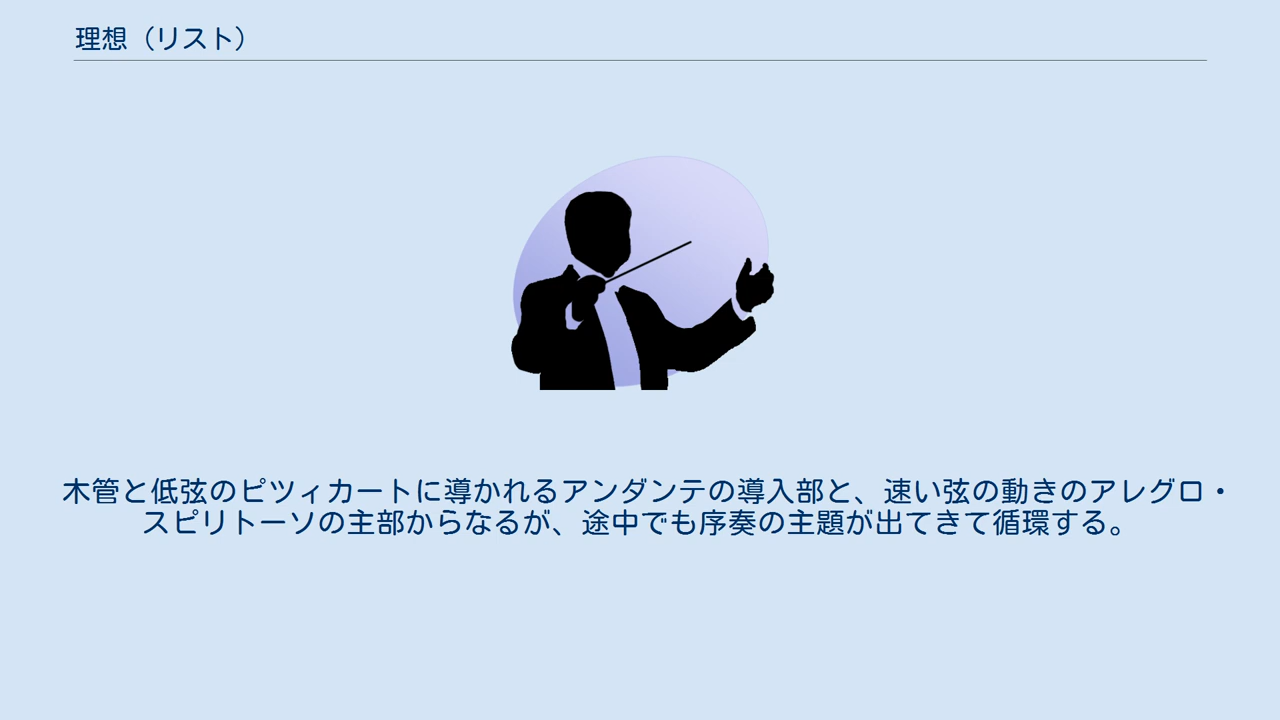 理想（リスト）
木管と低弦のピツィカートに導かれるアンダンテの導入部と、速い弦の動きのアレグロ・
スピリトーソの主部からなるが、途中でも序奏の主題が出てきて循環する。